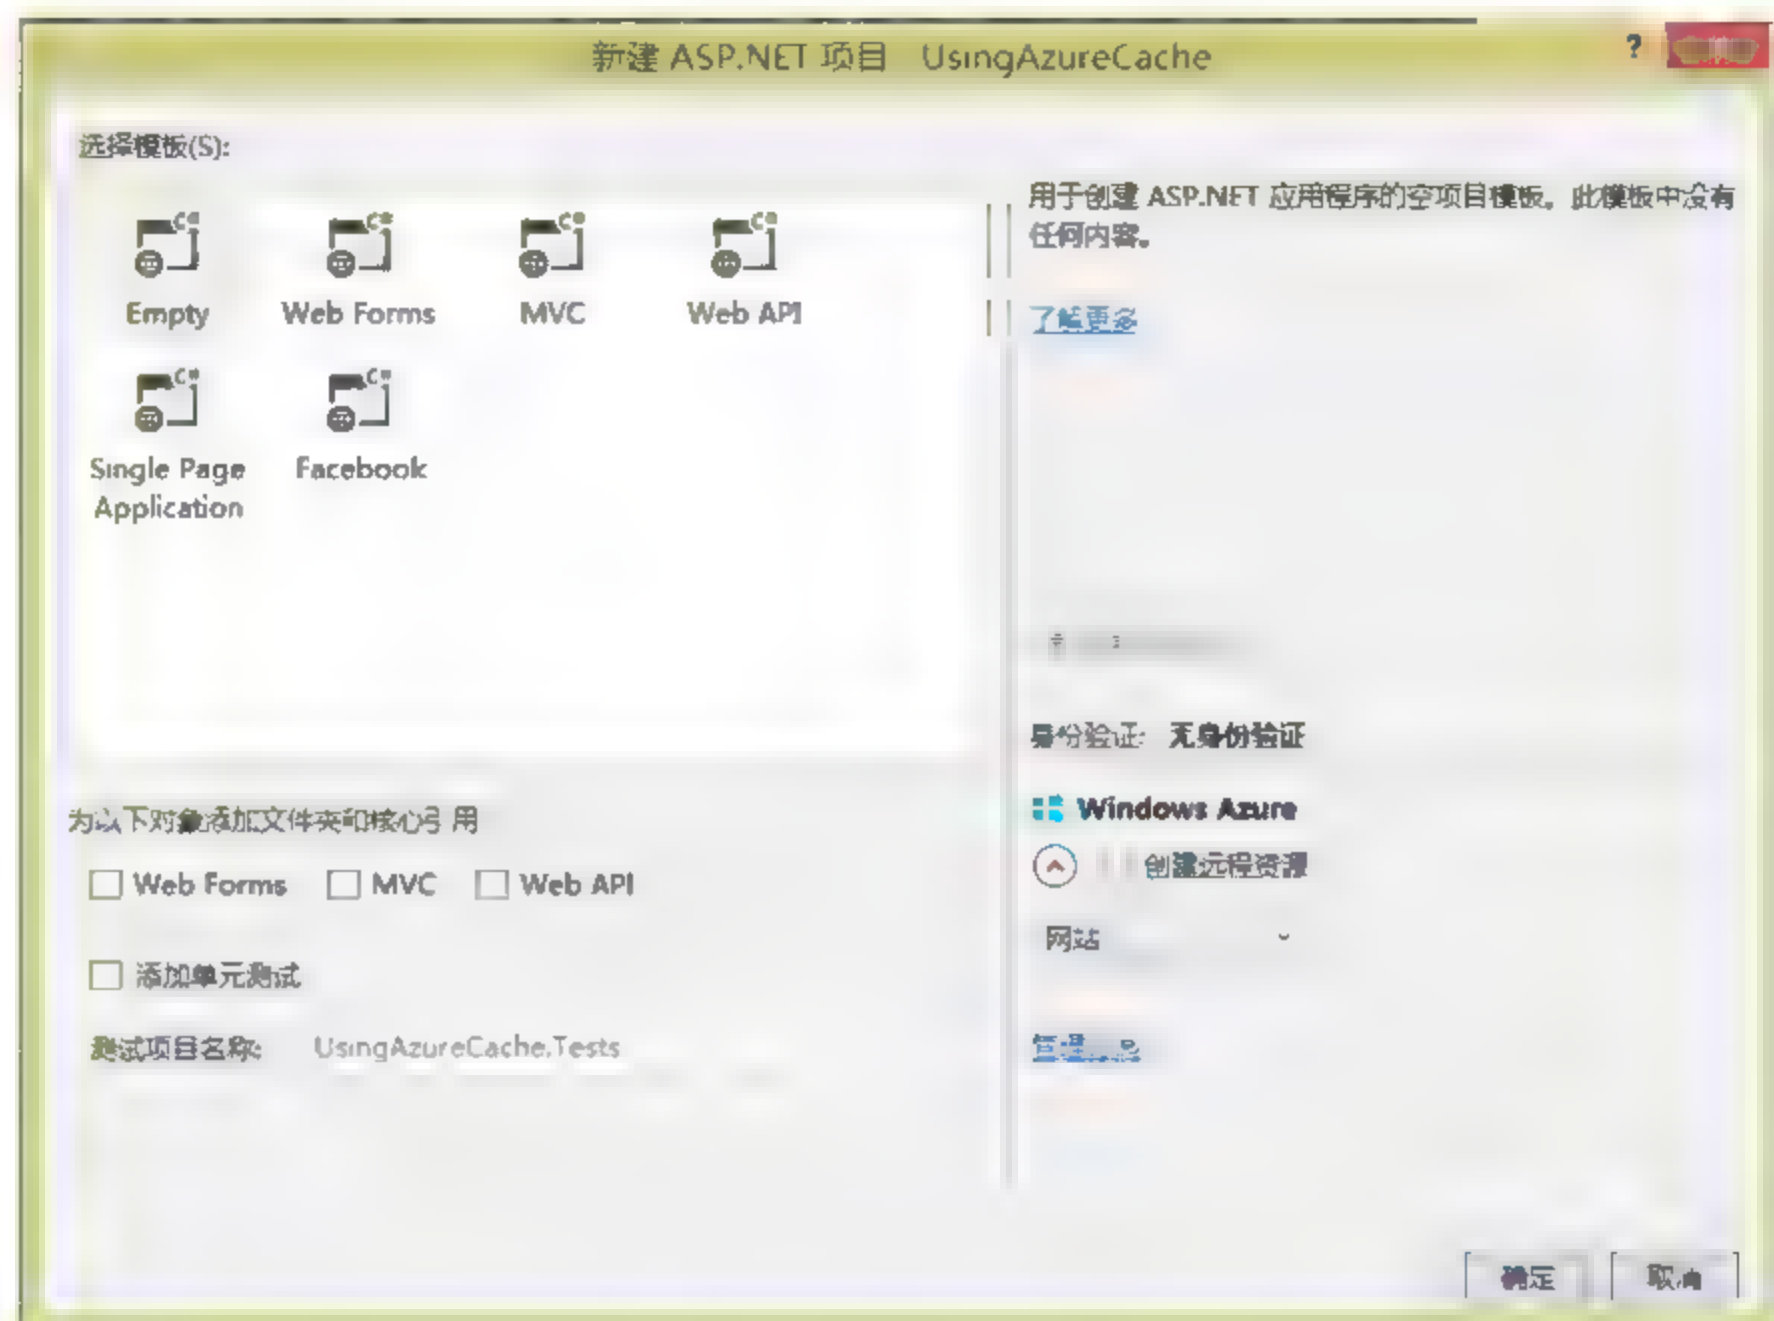 新建 ASP.NET 项目 UsingAzureCache ?
选择模板(S):
Empty
Web Forms
MVC
Web API
Single Page
Application
Facebook
用于创建 ASP.NET 应用程序的空项目模板。此模板中没有
任何内容。
了解更多
身份验证: 无身份验证
Windows Azure
创建远程资源
网站
为以下对象添加文件夹和核心引用
Web Forms MVC Web API
添加单元测试
测试项目名称: UsingAzureCache.Tests
管理
确定 取消